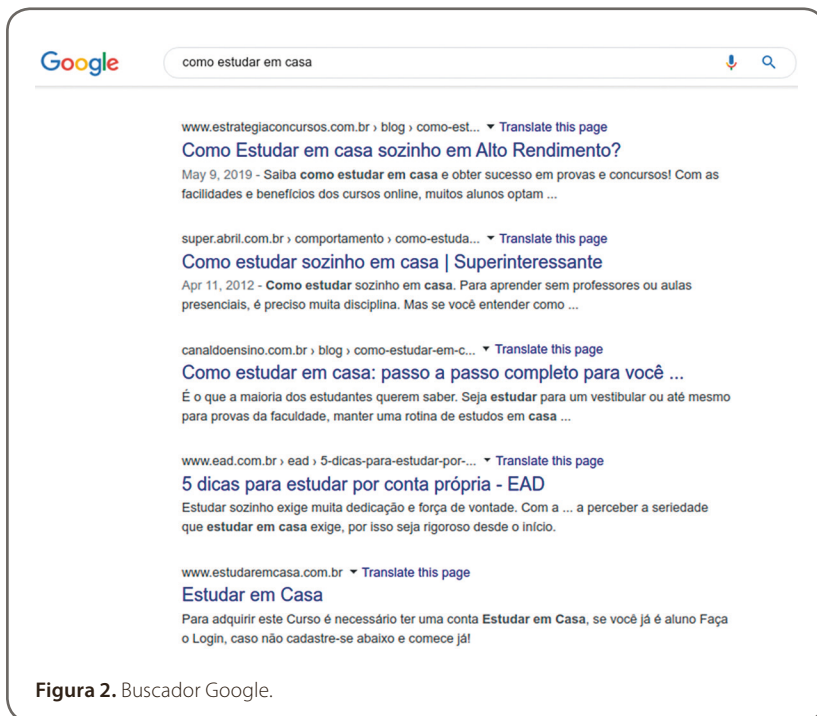 Google como estudar em casa
www.estrategiaconcursos.com.br › blog › como-est... ▼ Translate this page
Como Estudar em casa sozinho em Alto Rendimento?
May 9, 2019 - Saiba como estudar em casa e obter sucesso em provas e concursos! Com as
facilidades e benefícios dos cursos online, muitos alunos optam ...
super.abril.com.br › comportamento › como-estuda... ▼ Translate this page
Como estudar sozinho em casa | Superinteressante
Apr 11, 2012 - Como estudar sozinho em casa. Para aprender sem professores ou aulas
presenciais, é preciso muita disciplina. Mas se você entender como ...
canaldoensino.com.br › blog › como-estudar-em-c... ▼ Translate this page
Como estudar em casa: passo a passo completo para você ...
É o que a maioria dos estudantes querem saber. Seja estudar para um vestibular ou até mesmo
para provas da faculdade, manter uma rotina de estudos em casa ...
www.ead.com.br › ead › 5-dicas-para-estudar-por-... ▼ Translate this page
5 dicas para estudar por conta própria - EAD
Estudar sozinho exige muita dedicação e força de vontade. Com a ... a perceber a seriedade
que estudar em casa exige, por isso seja rigoroso desde o início.
www.estudaremcasa.com.br ▼ Translate this page
Estudar em Casa
Para adquirir este Curso é necessário ter uma conta Estudar em Casa, se você já é aluno Faça
o Login, caso não cadastre-se abaixo e comece já!
Figura 2. Buscador Google.